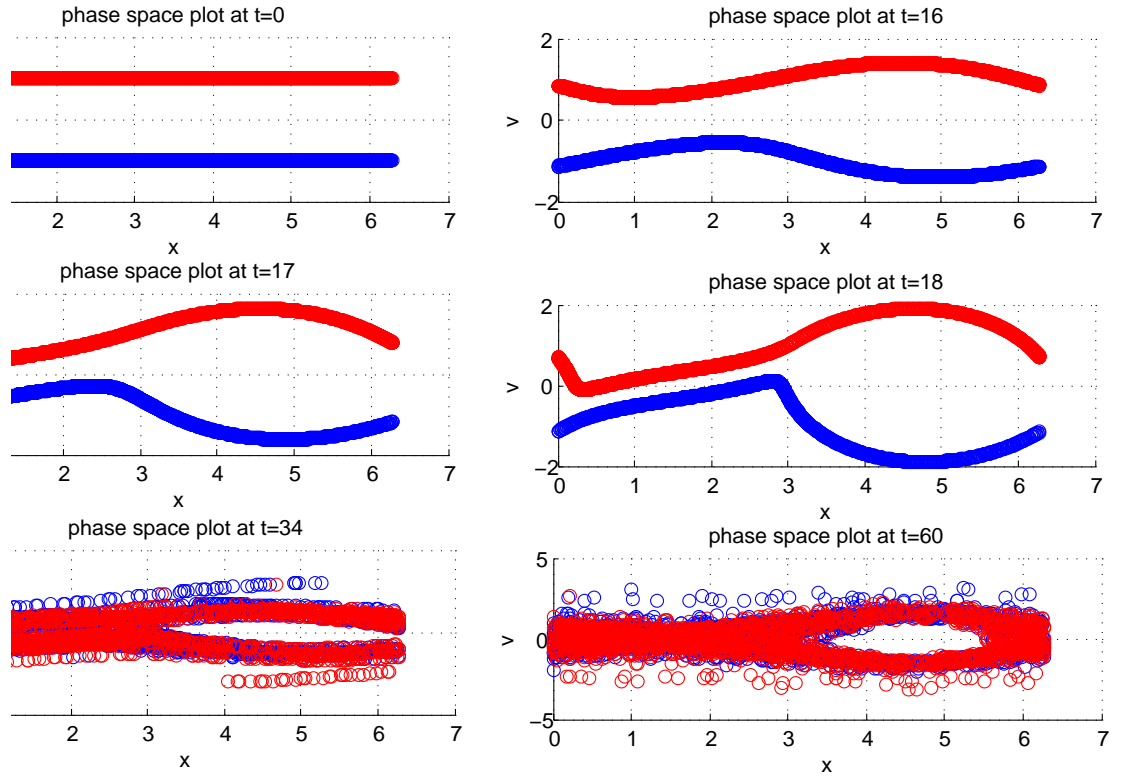 phase space plot at t=0
2 3 4 5 6 7
x
phase space plot at t=16
2
0
−2
v
0 1 2 3 4 5 6 7
x
phase space plot at t=17
2 3 4 5 6 7
x
phase space plot at t=18
2
0
−2
v
0 1 2 3 4 5 6 7
x
phase space plot at t=34
2 3 4 5 6 7
x
phase space plot at t=60
5
0
−5
v
0 1 2 3 4 5 6 7
x